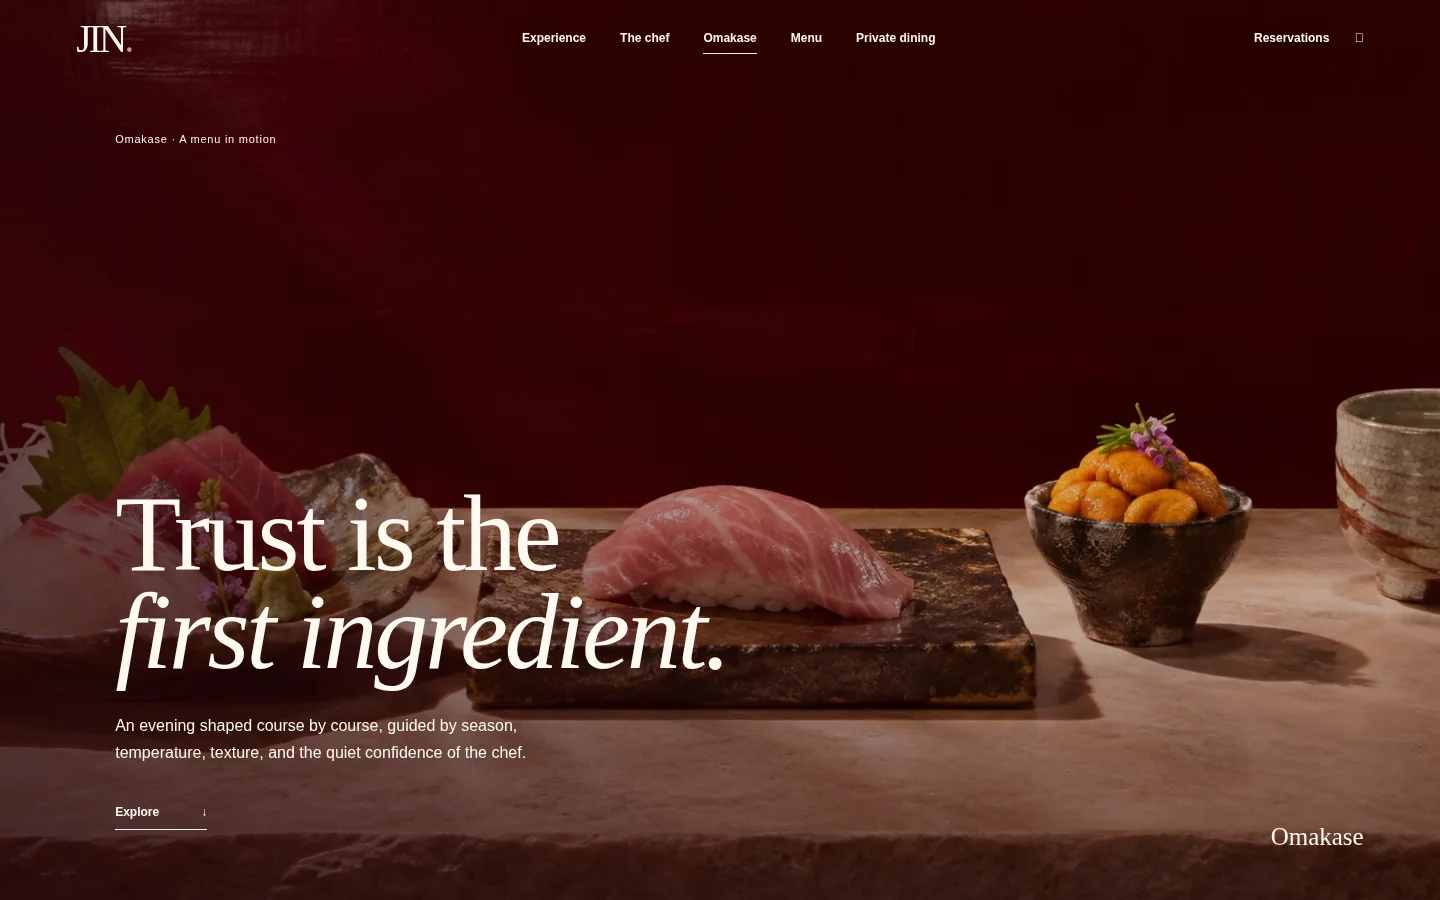 JIN.
Experience
The chef
Omakase
Menu
Private dining
Reservations
Omakase · A menu in motion
Trust is the
first ingredient.
An evening shaped course by course, guided by season,
temperature, texture, and the quiet confidence of the chef.
Explore ↓
Omakase